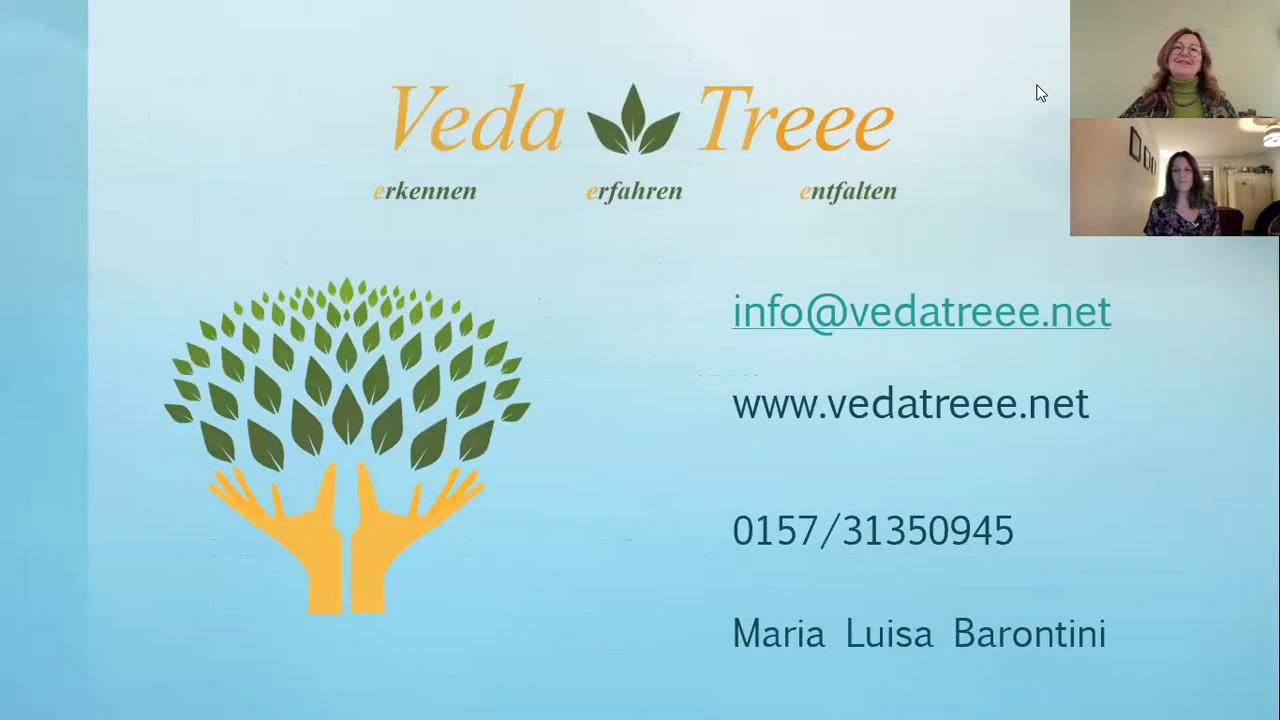 Veda Treee
erkennen erfahren entfalten
info@vedatreee.net
www.vedatreee.net
0157/31350945
Maria Luisa Barontini